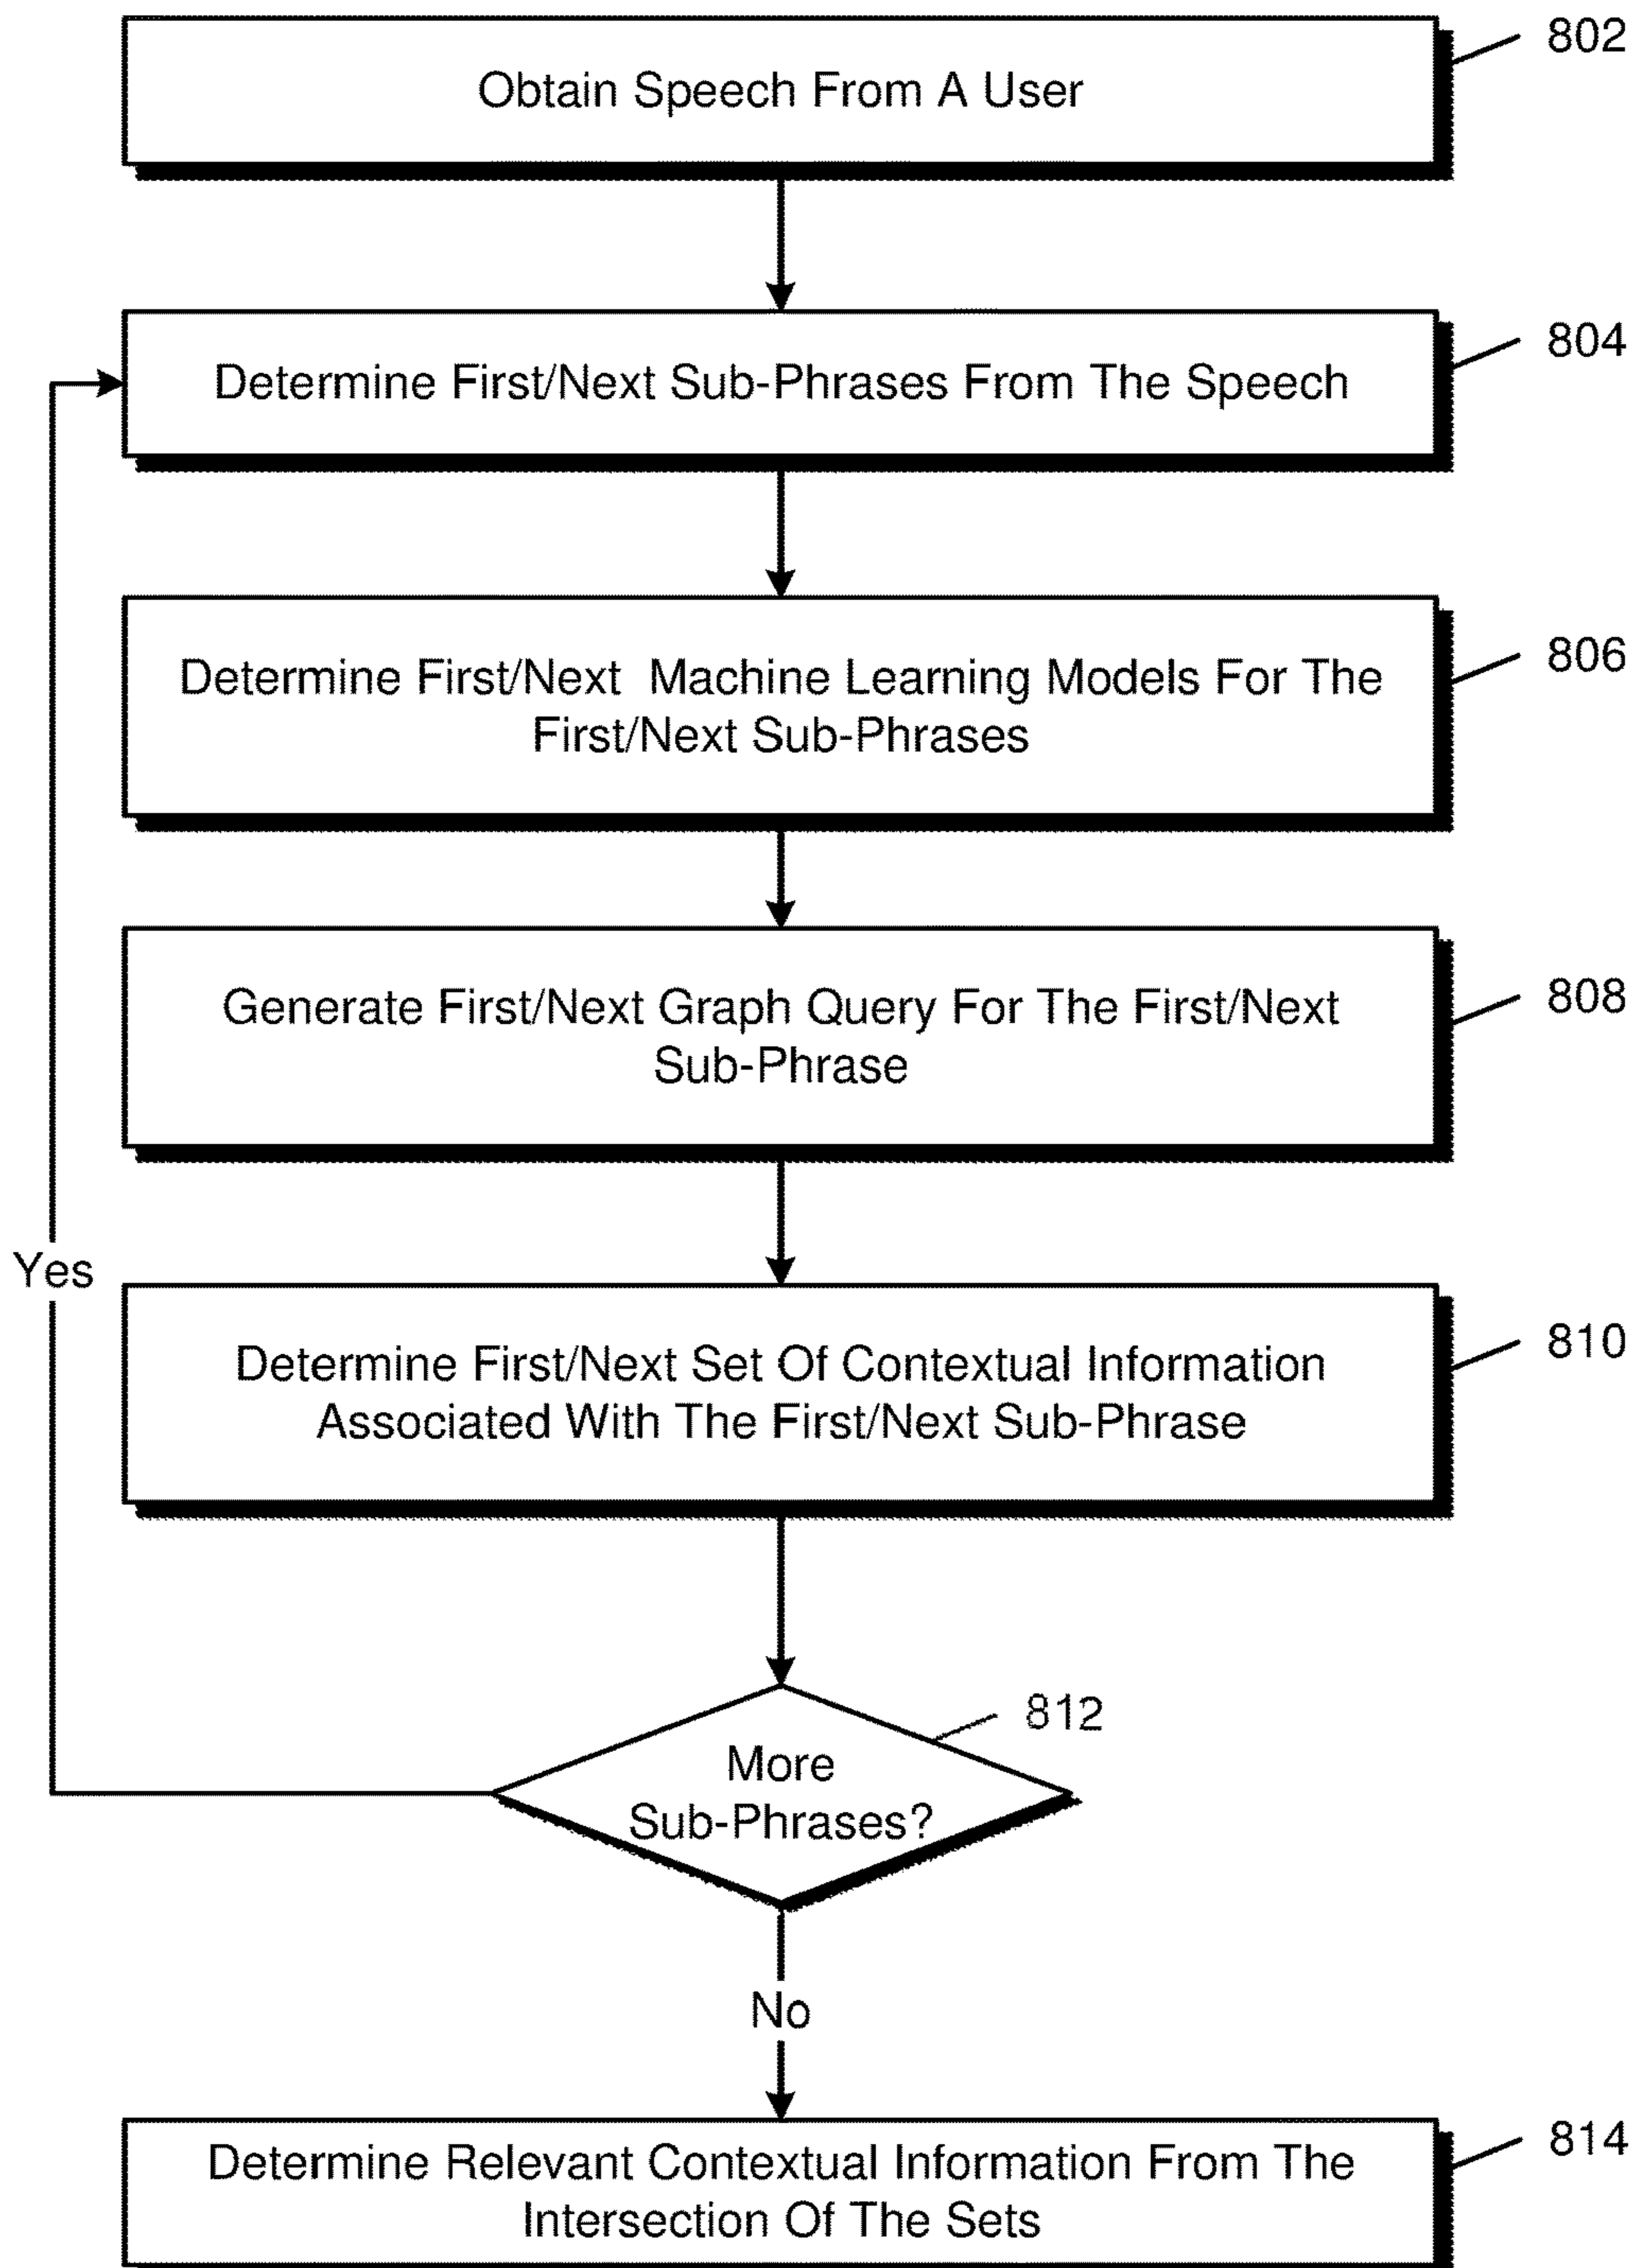 Obtain Speech From A User
802
Determine First/Next Sub-Phrases From The Speech
804
Determine First/Next Machine Learning Models For The
First/Next Sub-Phrases
806
Generate First/Next Graph Query For The First/Next
Sub-Phrase
808
Yes
Determine First/Next Set Of Contextual Information
Associated With The First/Next Sub-Phrase
810
More
Sub-Phrases?
812
No
Determine Relevant Contextual Information From The
Intersection Of The Sets
814